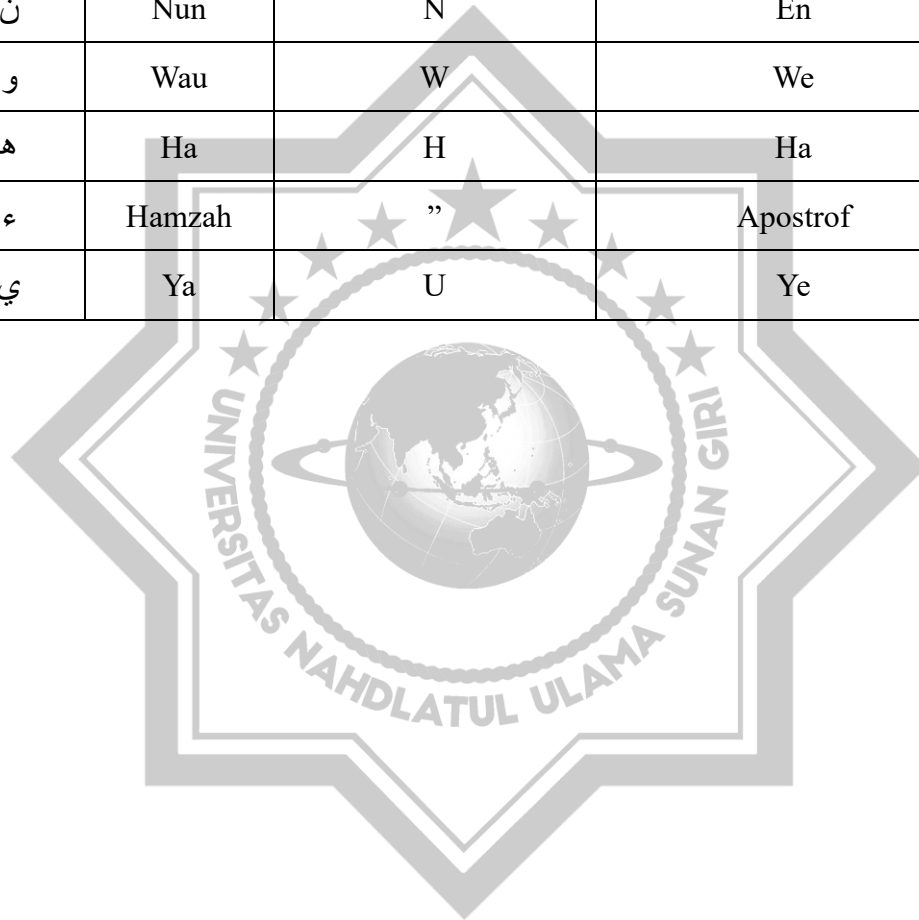 ن Nun N En
و Wau W We
ه Ha H Ha
ء Hamzah ” Apostrof
ي Ya U Ye
UNIVERSITAS NAHDLATUL ULAMA SUNAN GIRI